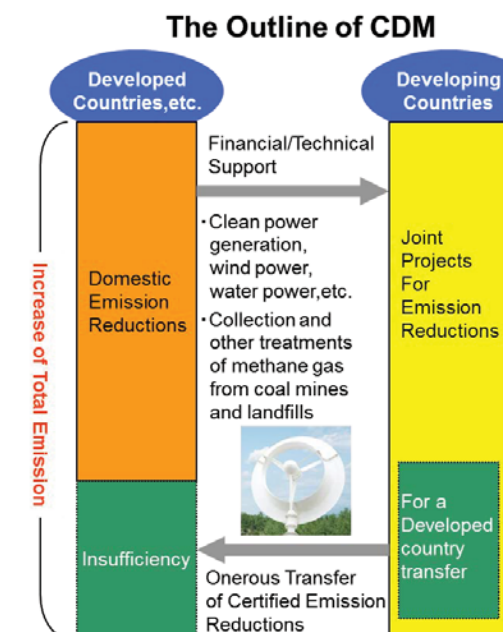 The Outline of CDM
Developed
Countries,etc.
Developing
Countries
Increase of Total Emission
Domestic
Emission
Reductions
Insufficiency
Financial/Technical
Support
・Clean power
generation,
wind power,
water power,etc.
・Collection and
other treatments
of methane gas
from coal mines
and landfills
Onerous Transfer
of Certified Emission
Reductions
Joint
Projects
For
Emission
Reductions
For a
Developed
country
transfer